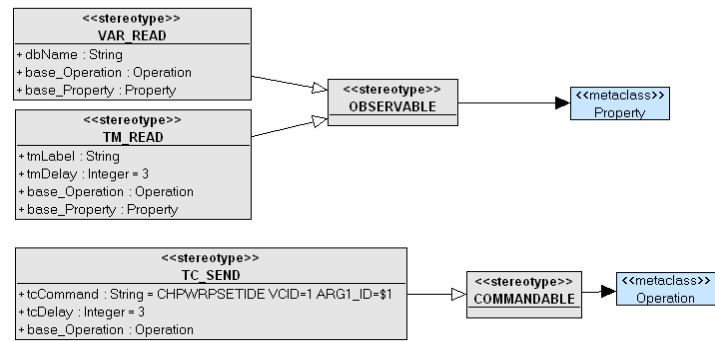 <<stereotype>>
VAR_READ
+ dbName : String
+ base_Operation : Operation
+ base_Property : Property
<<stereotype>>
OBSERVABLE
<<metaclass>>
Property
<<stereotype>>
TM_READ
+ tmLabel : String
+ tmDelay : Integer = 3
+ base_Operation : Operation
+ base_Property : Property
<<stereotype>>
TC_SEND
+ tcCommand : String = CHPWRPSETIDE VCID=1 ARG1_ID=$1
+ tcDelay : Integer = 3
+ base_Operation : Operation
<<stereotype>>
COMMANDABLE
<<metaclass>>
Operation